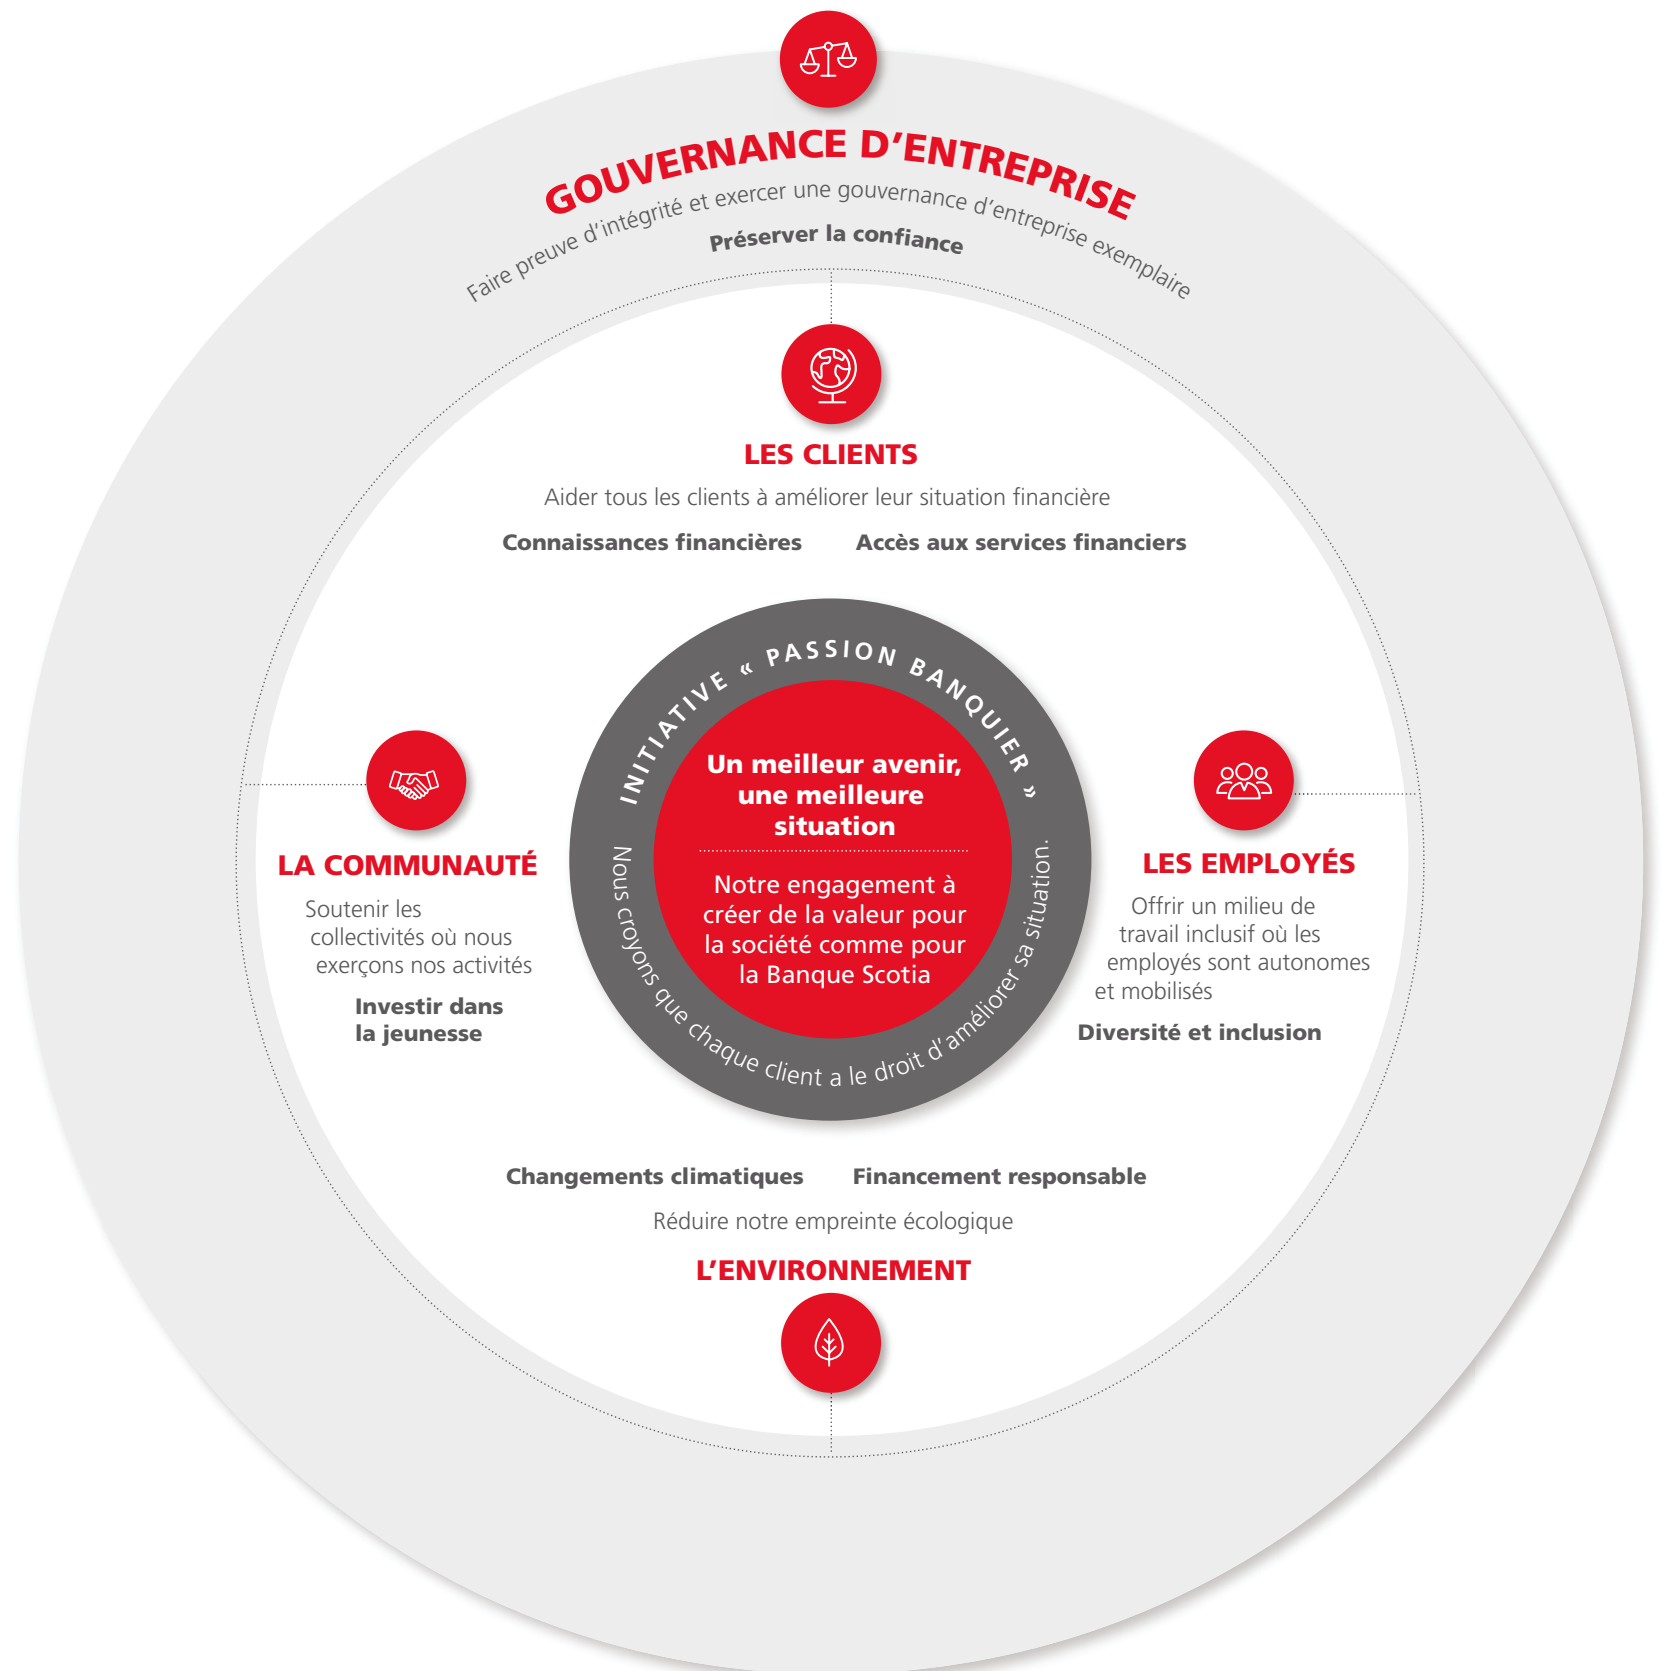 GOUVERNANCE D’ENTREPRISE
Faire preuve d’intégrité et exercer une gouvernance d’entreprise exemplaire
Préserver la confiance
LES CLIENTS
Aider tous les clients à améliorer leur situation financière
Connaissances financières
Accès aux services financiers
INITIATIVE « PASSION BANQUIER »
Un meilleur avenir,
une meilleure
situation
Notre engagement à
créer de la valeur pour
la société comme pour
la Banque Scotia
Nous croyons que chaque client a le droit d’améliorer sa situation.
LA COMMUNAUTÉ
Soutenir les
collectivités où nous
exerçons nos activités
Investir dans
la jeunesse
LES EMPLOYÉS
Offrir un milieu de
travail inclusif où les
employés sont autonomes
et mobilisés
Diversité et inclusion
Changements climatiques
Financement responsable
Réduire notre empreinte écologique
L’ENVIRONNEMENT